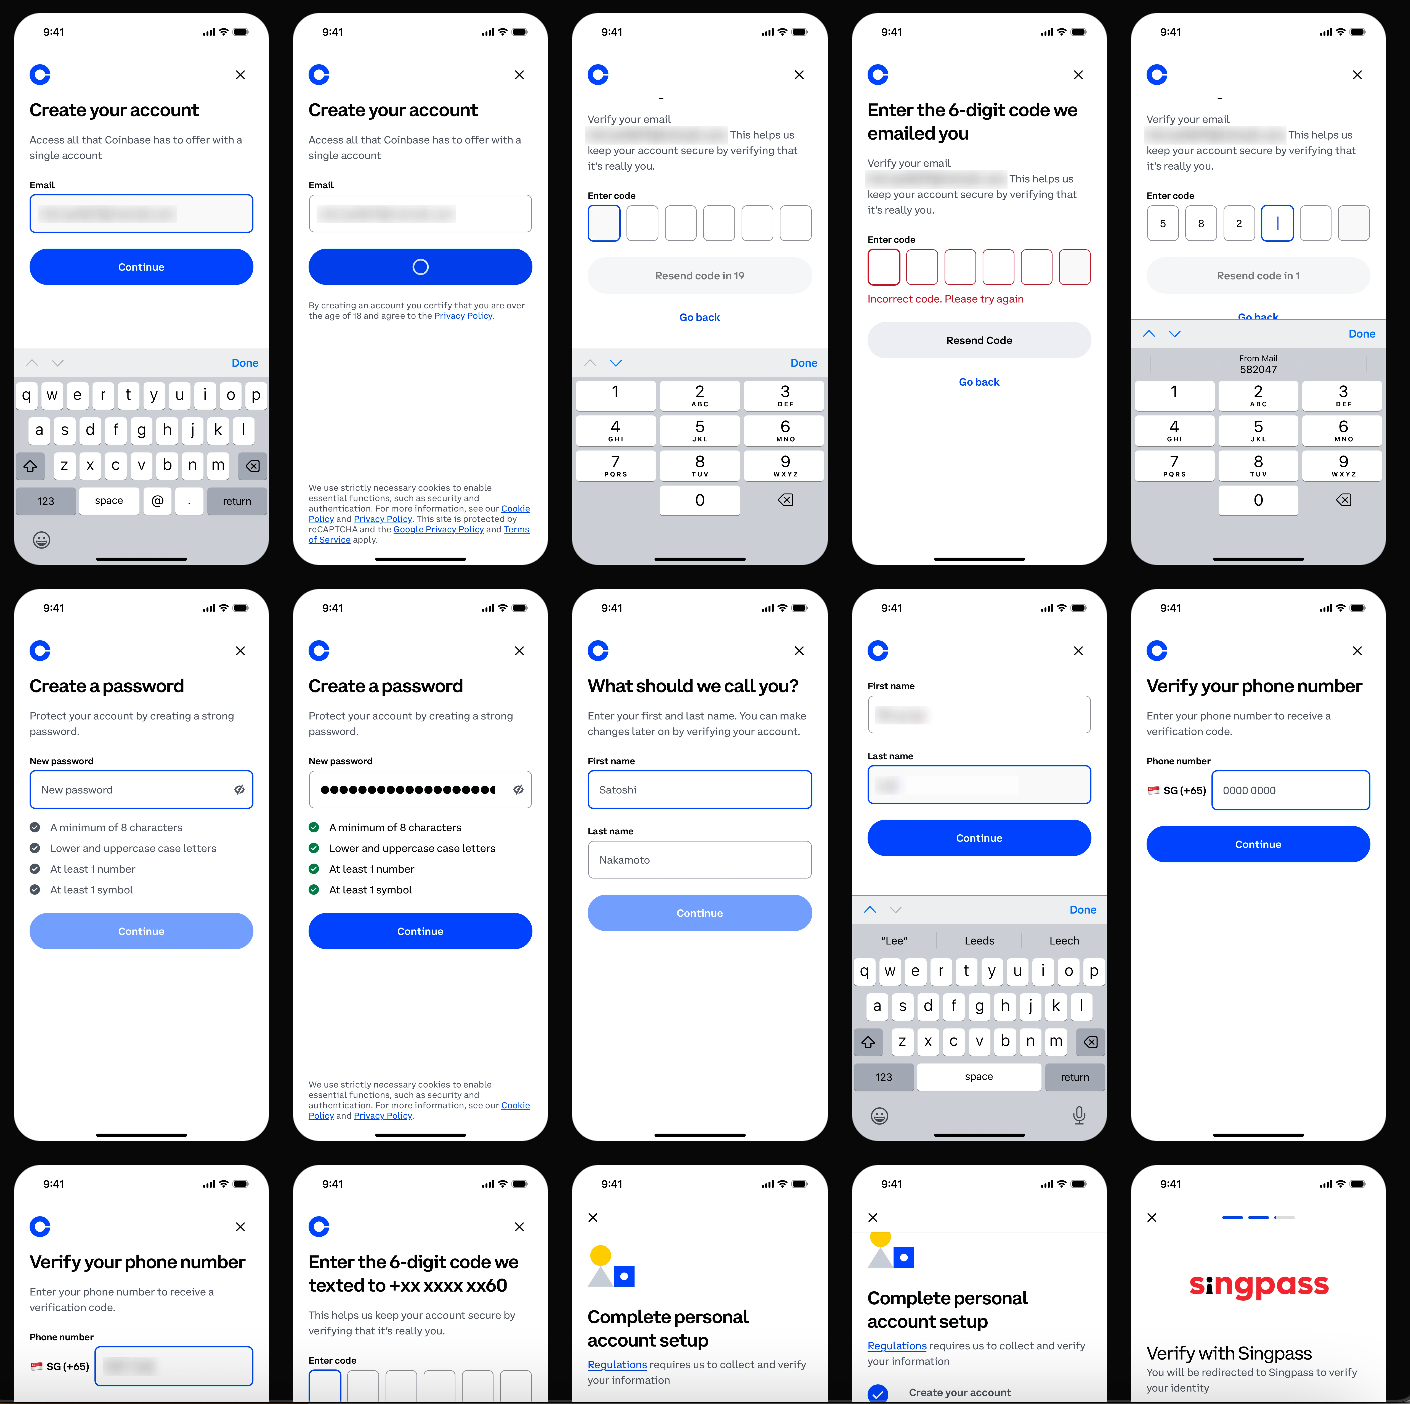 9:41
Create your account
Access all that Coinbase has to offer with a
single account
Email
Continue
Done
q w e r t y u i o p
a s d f g h j k l
z x c v b n m
123 space @ . return
9:41
Create your account
Access all that Coinbase has to offer with a
single account
Email
By creating an account you certify that you are over
the age of 18 and agree to the Privacy Policy.
We use strictly necessary cookies to enable
essential functions, such as security and
authentication. For more information, see our Cookie
Policy and Privacy Policy. This site is protected by
reCAPTCHA and the Google Privacy Policy and Terms
of Service apply.
9:41
Verify your email
This helps us
keep your account secure by verifying that
it's really you.
Enter code
Resend code in 19
Go back
Done
1 2 3
ABC DEF
4 5 6
GHI JKL MNO
7 8 9
PQRS TUV WXYZ
0
9:41
Enter the 6-digit code we
emailed you
Verify your email
This helps us
keep your account secure by verifying that
it's really you.
Enter code
Incorrect code. Please try again
Resend Code
Go back
9:41
Verify your email
This helps us
keep your account secure by verifying that
it's really you.
Enter code
5 8 2
Resend code in 1
Go back
Done
From Mail
582047
1 2 3
ABC DEF
4 5 6
GHI JKL MNO
7 8 9
PQRS TUV WXYZ
0
9:41
Create a password
Protect your account by creating a strong
password.
New password
New password
A minimum of 8 characters
Lower and uppercase case letters
At least 1 number
At least 1 symbol
Continue
9:41
Create a password
Protect your account by creating a strong
password.
New password
A minimum of 8 characters
Lower and uppercase case letters
At least 1 number
At least 1 symbol
Continue
We use strictly necessary cookies to enable
essential functions, such as security and
authentication. For more information, see our Cookie
Policy and Privacy Policy.
9:41
What should we call you?
Enter your first and last name. You can make
changes later on by verifying your account.
First name
Satoshi
Last name
Nakamoto
Continue
9:41
First name
Last name
Continue
Done
"Lee" Leeds Leech
q w e r t y u i o p
a s d f g h j k l
z x c v b n m
123 space return
9:41
Verify your phone number
Enter your phone number to receive a
verification code.
Phone number
SG (+65) 0000 0000
Continue
9:41
Verify your phone number
Enter your phone number to receive a
verification code.
Phone number
SG (+65)
9:41
Enter the 6-digit code we
texted to +xx xxxx xx60
This helps us keep your account secure by
verifying that it's really you.
Enter code
9:41
Complete personal
account setup
Regulations requires us to collect and verify
your information
9:41
Complete personal
account setup
Regulations requires us to collect and verify
your information
Create your account
9:41
singpass
Verify with Singpass
You will be redirected to Singpass to verify
your identity